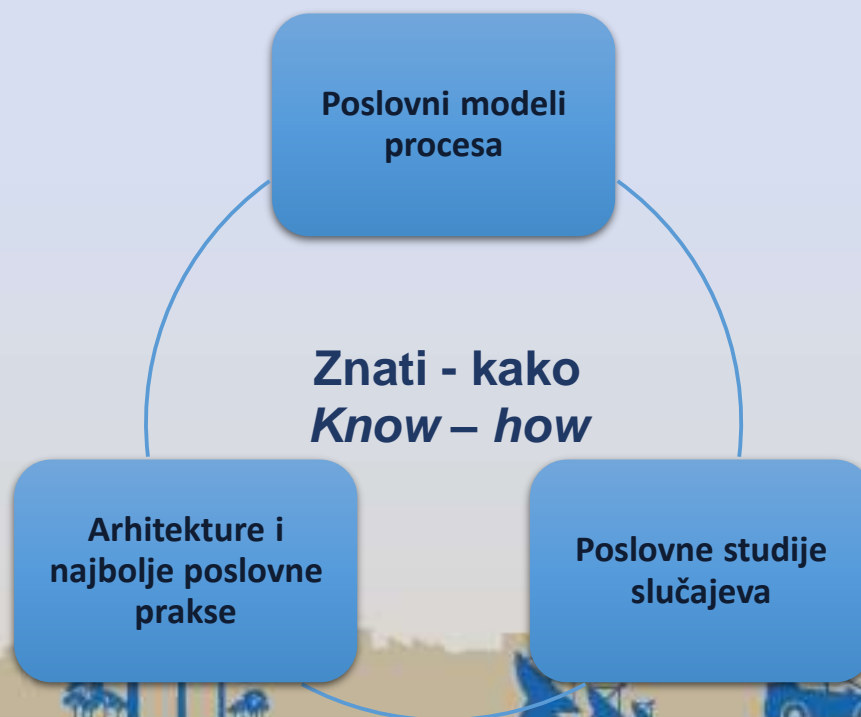 Poslovni modeli
procesa
Znati - kako
Know – how
Arhitekture i
najbolje poslovne
prakse
Poslovne studije
slučajeva